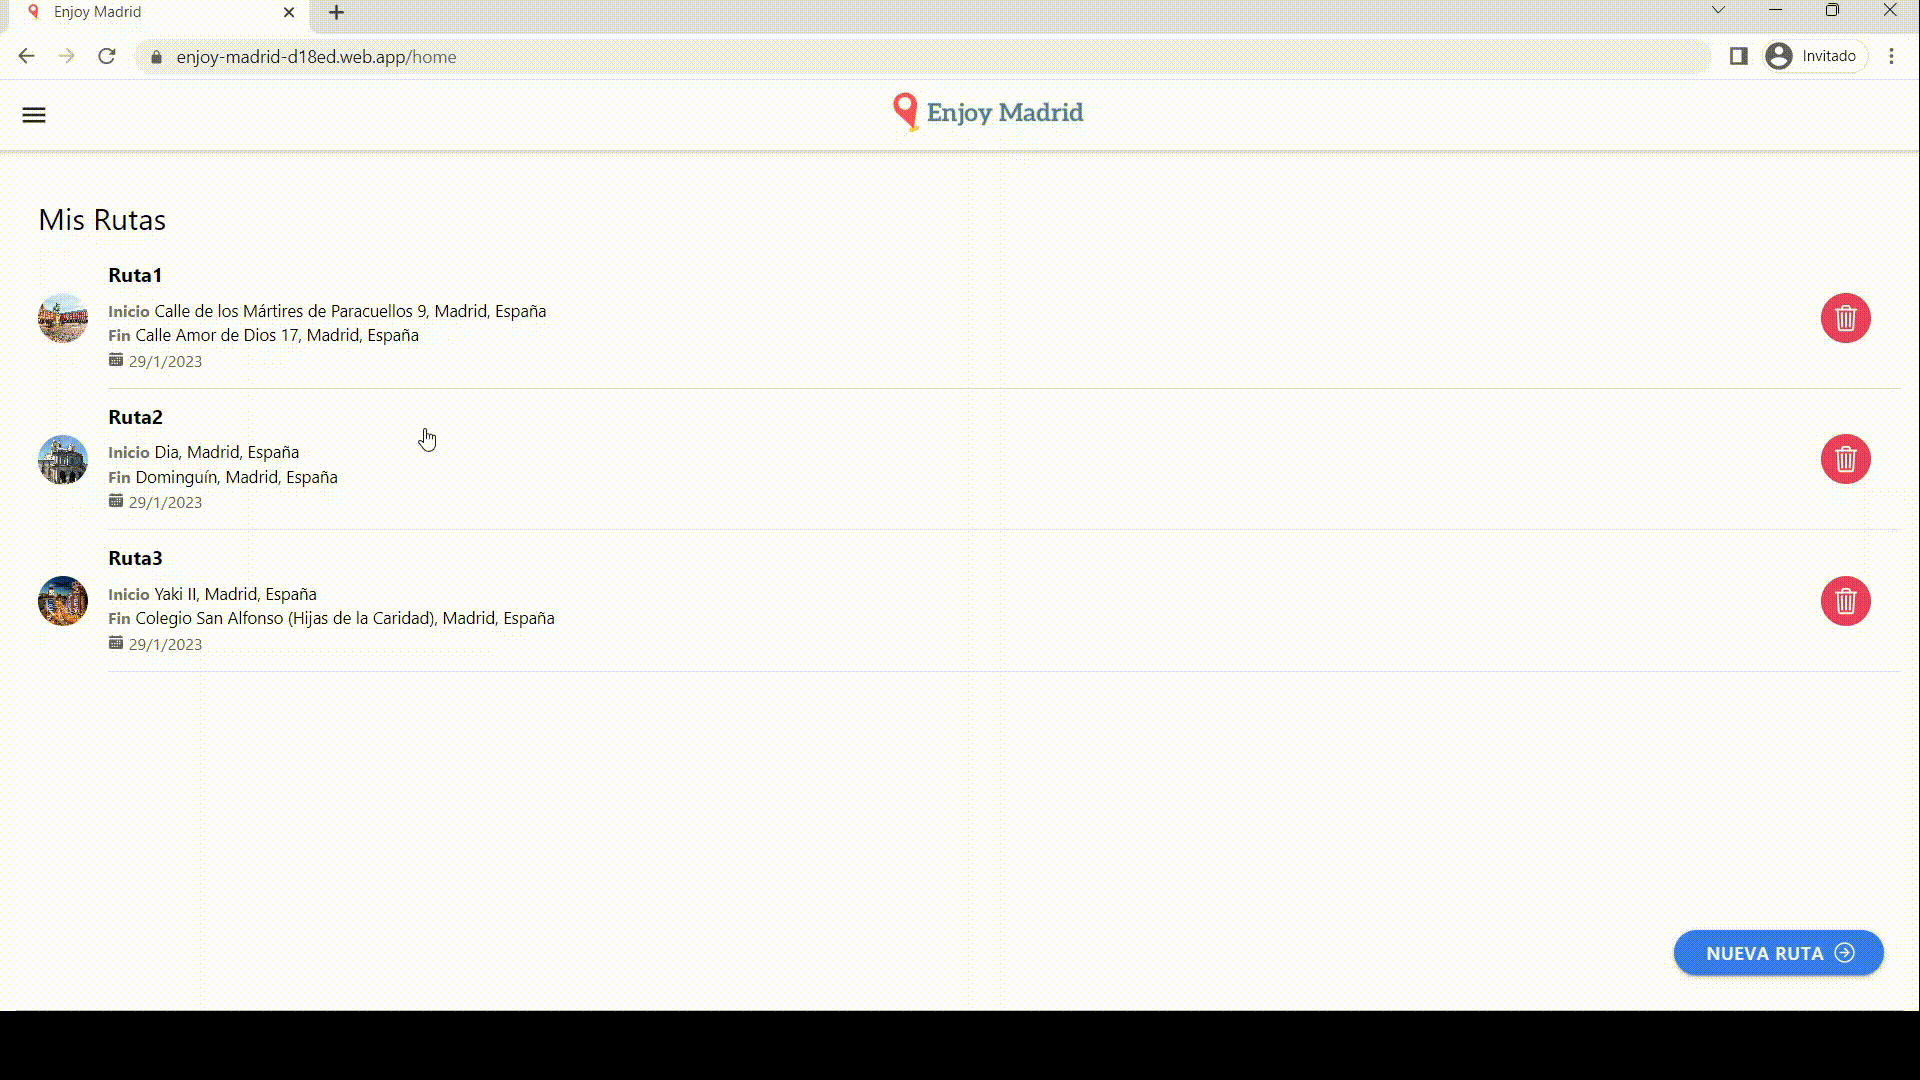 Enjoy Madrid
enjoy-madrid-d18ed.web.app/home
Invitado
Enjoy Madrid
Mis Rutas
Ruta1
Inicio Calle de los Mártires de Paracuellos 9, Madrid, España
Fin Calle Amor de Dios 17, Madrid, España
29/1/2023
Ruta2
Inicio Dia, Madrid, España
Fin Dominguín, Madrid, España
29/1/2023
Ruta3
Inicio Yaki II, Madrid, España
Fin Colegio San Alfonso (Hijas de la Caridad), Madrid, España
29/1/2023
NUEVA RUTA